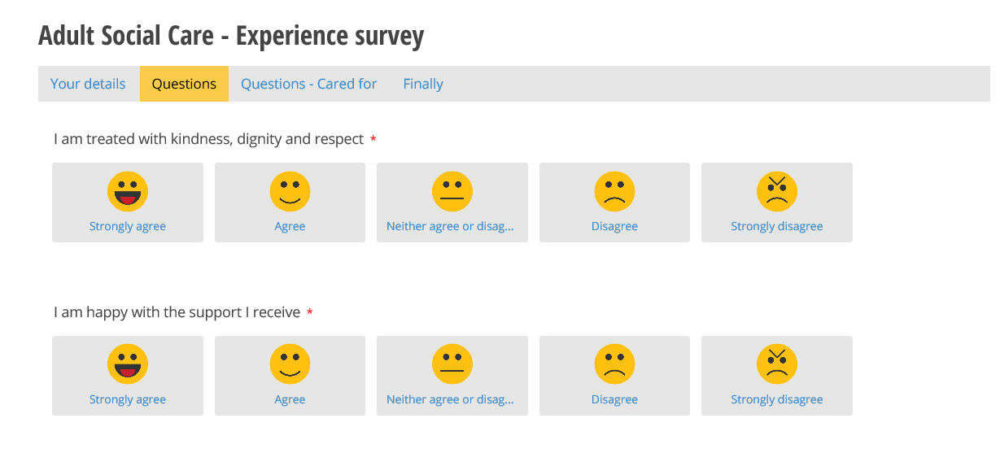 Adult Social Care - Experience survey
Your details Questions Questions - Cared for Finally
I am treated with kindness, dignity and respect *
Strongly agree Agree Neither agree or disag... Disagree Strongly disagree
I am happy with the support I receive *
Strongly agree Agree Neither agree or disag... Disagree Strongly disagree